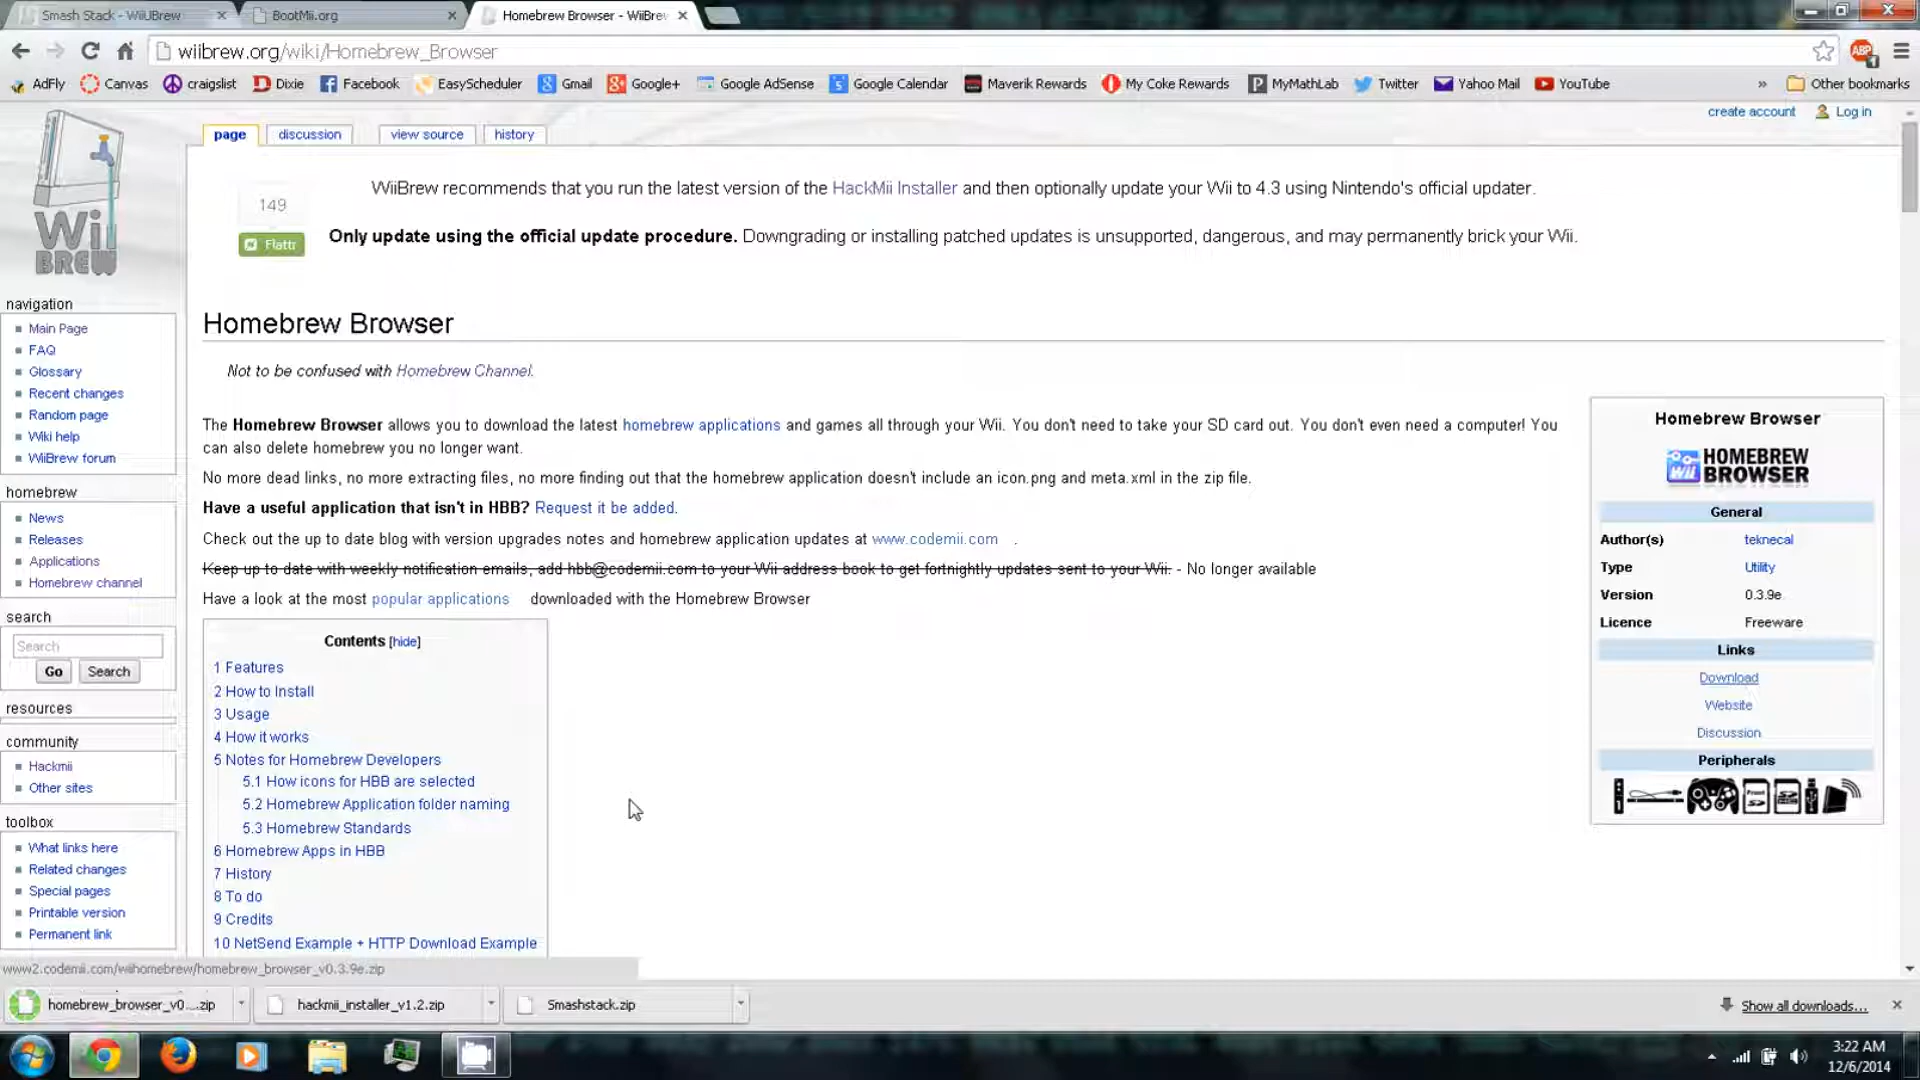 Smash Stack - WiiUBrew
BootMii.org
Homebrew Browser - WiiBrew
wiibrew.org/wiki/Homebrew_Browser
ABP
1
AdFly
Canvas
craigslist
Dixie
Facebook
EasyScheduler
Gmail
Google+
Google AdSense
Google Calendar
Maverik Rewards
My Coke Rewards
MyMathLab
Twitter
Yahoo Mail
YouTube
»
Other bookmarks
create account
Log in
Wii
BREW
page
discussion
view source
history
149
Flattr
WiiBrew recommends that you run the latest version of the HackMii Installer and then optionally update your Wii to 4.3 using Nintendo's official updater.
Only update using the official update procedure. Downgrading or installing patched updates is unsupported, dangerous, and may permanently brick your Wii.
navigation
Main Page
FAQ
Glossary
Recent changes
Random page
Wiki help
WiiBrew forum
homebrew
News
Releases
Applications
Homebrew channel
search
Search
Go
Search
resources
community
Hackmii
Other sites
toolbox
What links here
Related changes
Special pages
Printable version
Permanent link
Homebrew Browser
Not to be confused with Homebrew Channel.
The Homebrew Browser allows you to download the latest homebrew applications and games all through your Wii. You don't need to take your SD card out. You don't even need a computer! You
can also delete homebrew you no longer want.
No more dead links, no more extracting files, no more finding out that the homebrew application doesn't include an icon.png and meta.xml in the zip file.
Have a useful application that isn't in HBB? Request it be added.
Check out the up to date blog with version upgrades notes and homebrew application updates at www.codemii.com .
Keep up to date with weekly notification emails, add hbb@codemii.com to your Wii address book to get fortnightly updates sent to your Wii. - No longer available
Have a look at the most popular applications downloaded with the Homebrew Browser
Contents [hide]
1 Features
2 How to Install
3 Usage
4 How it works
5 Notes for Homebrew Developers
5.1 How icons for HBB are selected
5.2 Homebrew Application folder naming
5.3 Homebrew Standards
6 Homebrew Apps in HBB
7 History
8 To do
9 Credits
10 NetSend Example + HTTP Download Example
Homebrew Browser
Wii HOMEBREW
BROWSER
General
Author(s) teknecal
Type Utility
Version 0.3.9e
Licence Freeware
Links
Download
Website
Discussion
Peripherals
Front
SD
www2.codemii.com/wiihomebrew/homebrew_browser_v0.3.9e.zip
homebrew_browser_v0....zip
hackmii_installer_v1.2.zip
Smashstack.zip
Show all downloads...
3:22 AM
12/6/2014